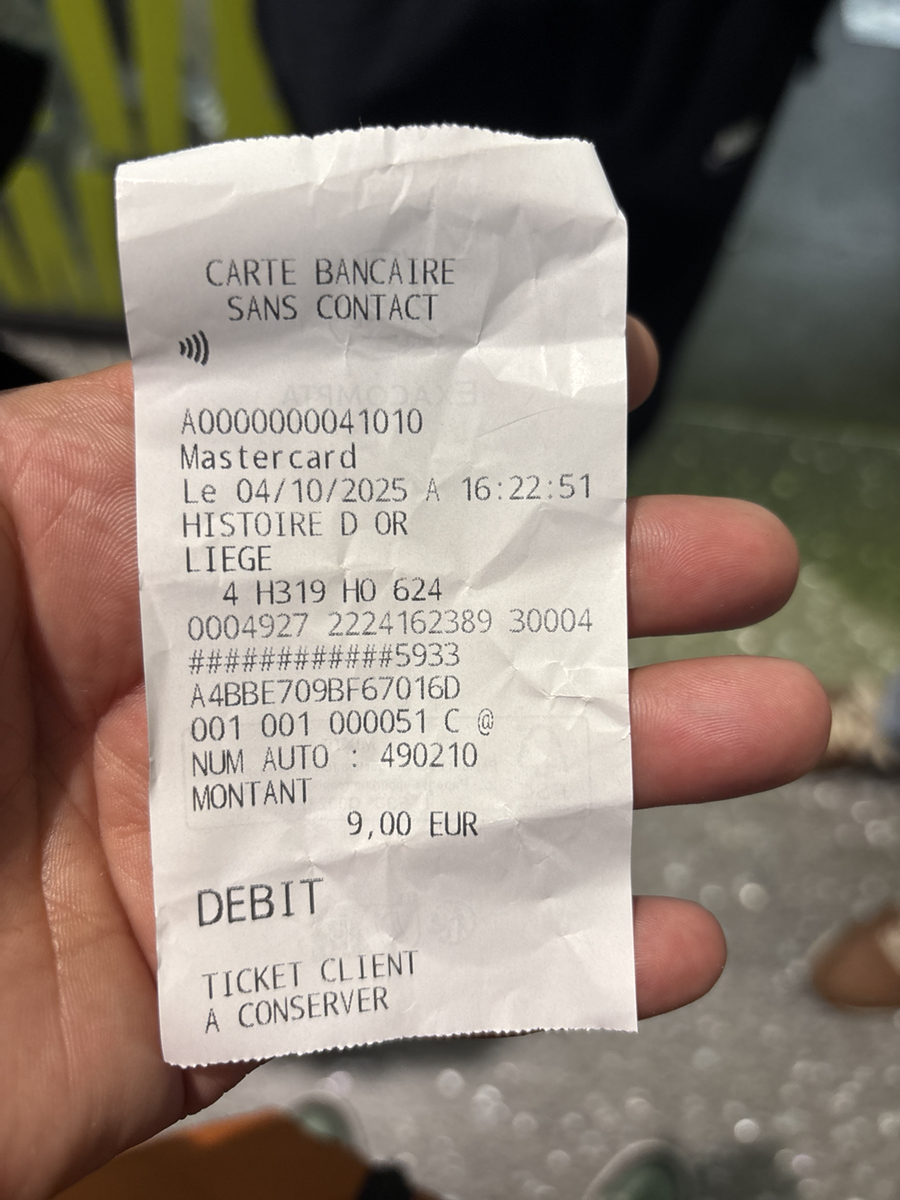 CARTE BANCAIRE
SANS CONTACT
A0000000041010
Mastercard
Le 04/10/2025 A 16:22:51
HISTOIRE D OR
LIEGE
4 H319 HO 624
0004927 2224162389 30004
############5933
A4BBE709BF67016D
001 001 000051 C @
NUM AUTO : 490210
MONTANT
9,00 EUR
DEBIT
TICKET CLIENT
A CONSERVER